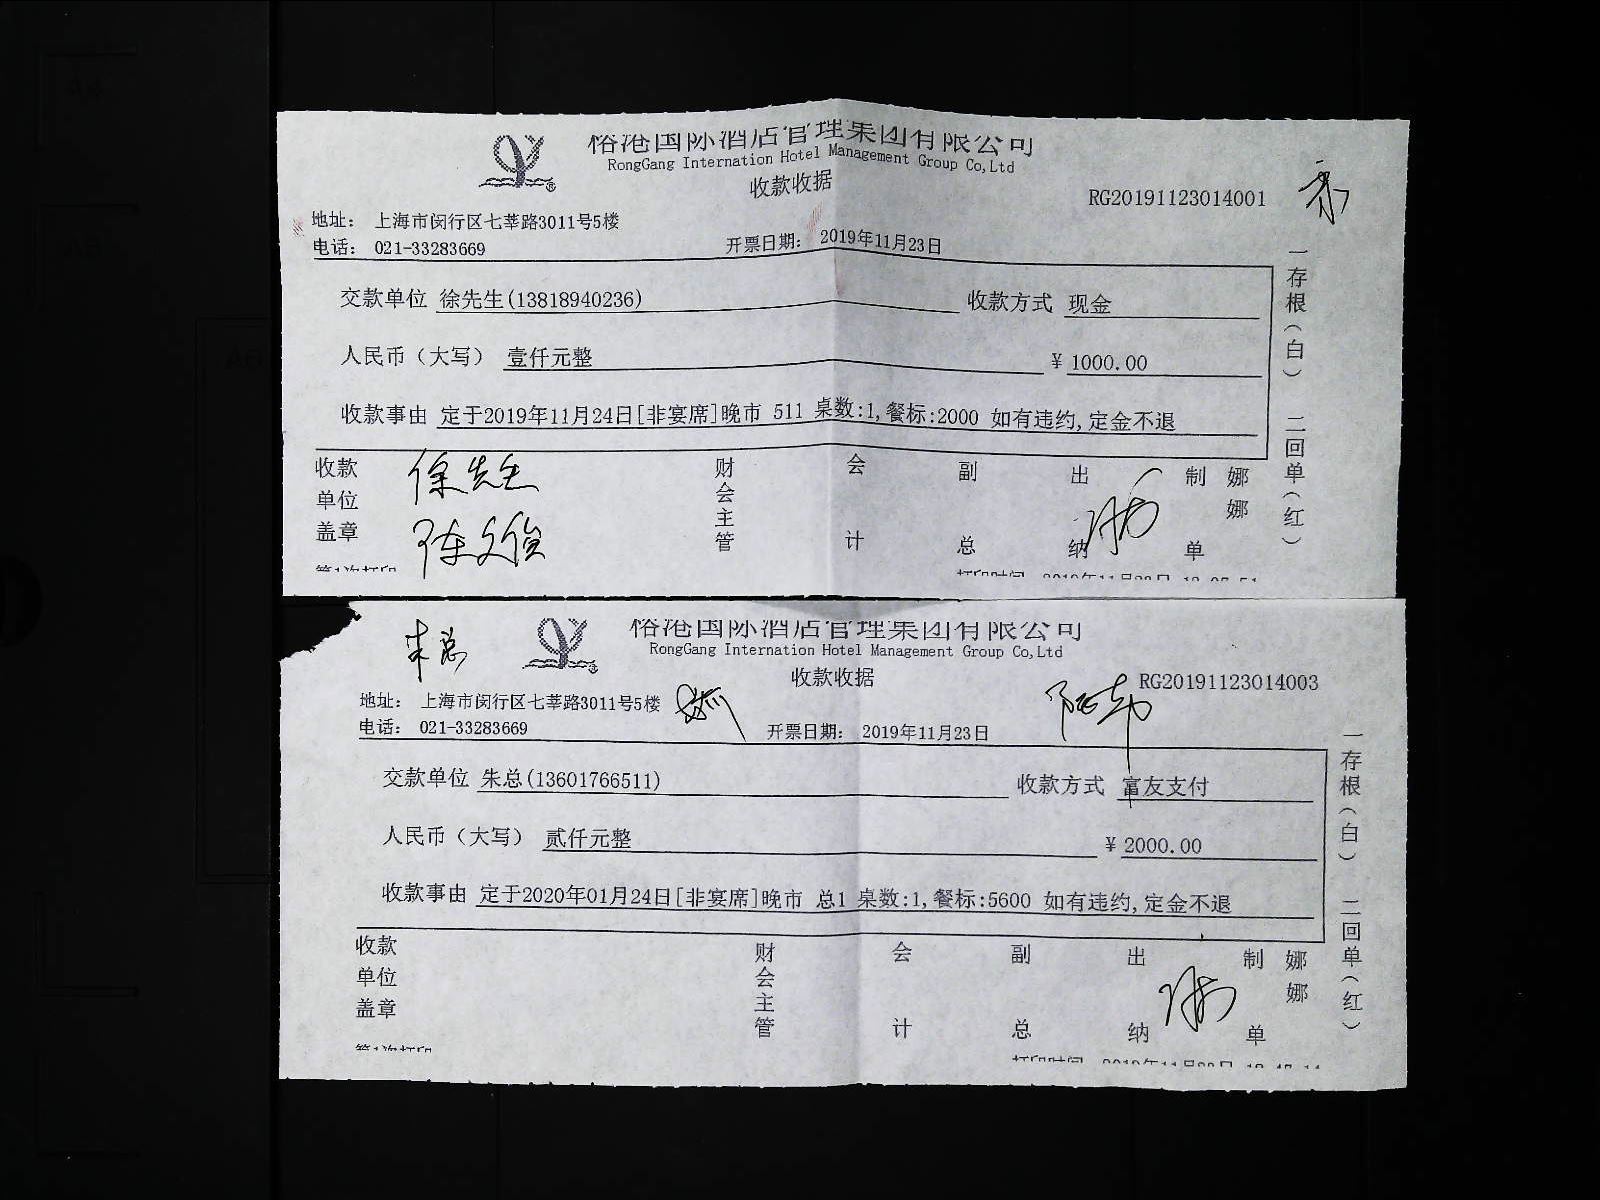 裕港国际酒店管理集团有限公司
RongGang Internation Hotel Management Group Co,Ltd
收款收据
RG20191123014001
地址： 上海市闵行区七莘路3011号5楼
电话： 021-33283669
开票日期： 2019年11月23日
交款单位 徐先生(13818940236) 收款方式 现金
人民币（大写） 壹仟元整 ￥ 1000.00
收款事由 定于2019年11月24日[非宴席]晚市 511 桌数:1,餐标:2000 如有违约,定金不退
一存根（白） 二回单（红）
收款单位盖章 徐先生 陈文俊 财会主管 会计 副总 出纳 制单 娜娜
第1次打印
朱总
裕港国际酒店管理集团有限公司
RongGang Internation Hotel Management Group Co,Ltd
收款收据
RG20191123014003
地址： 上海市闵行区七莘路3011号5楼
电话： 021-33283669
开票日期： 2019年11月23日
交款单位 朱总(13601766511) 收款方式 富友支付
人民币（大写） 贰仟元整 ￥ 2000.00
收款事由 定于2020年01月24日[非宴席]晚市 总1 桌数:1,餐标:5600 如有违约,定金不退
一存根（白） 二回单（红）
收款单位盖章 财会主管 会计 副总 出纳 制单 娜娜
第1次打印